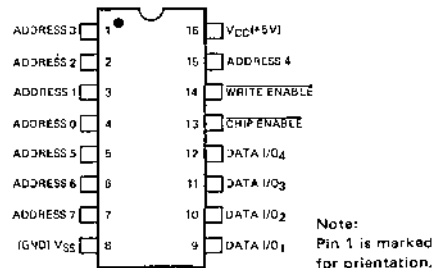 ADDRESS 3 1 16 VCC(+5V)
ADDRESS 2 2 15 ADDRESS 4
ADDRESS 1 3 14 WRITE ENABLE
ADDRESS 0 4 13 CHIP ENABLE
ADDRESS 5 5 12 DATA I/O4
ADDRESS 6 6 11 DATA I/O3
ADDRESS 7 7 10 DATA I/O2
(GND) VSS 8 9 DATA I/O1
Note:
Pin 1 is marked
for orientation.